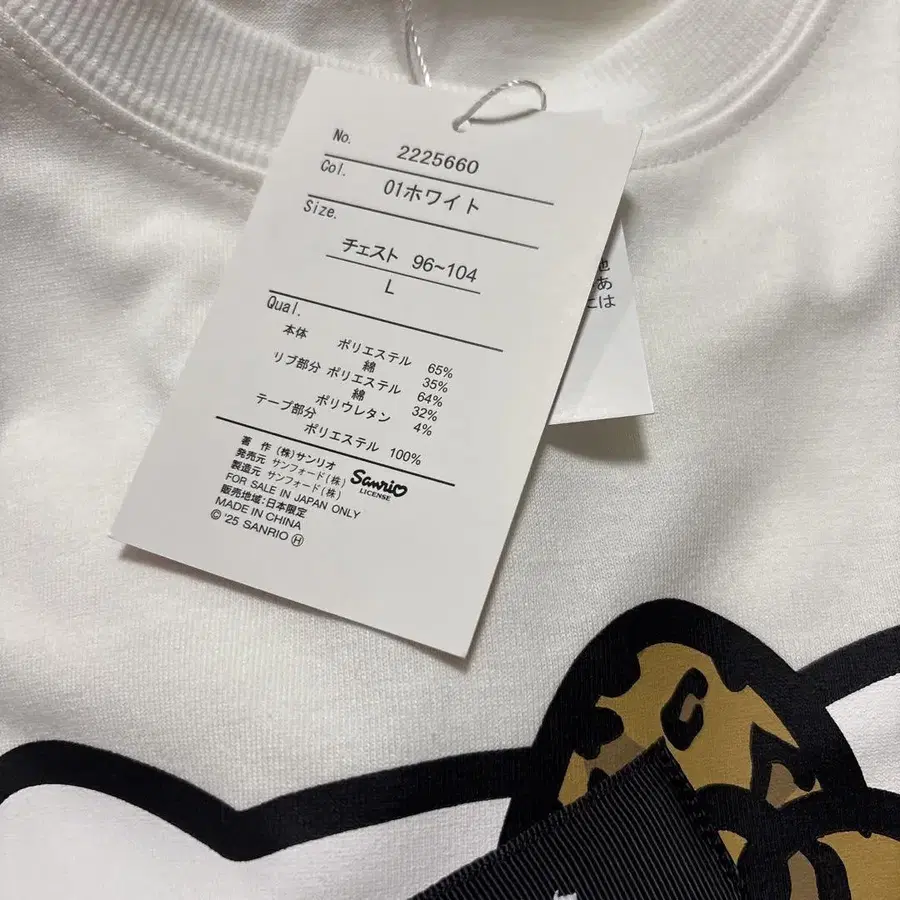 No. 2225660
Col. 01ホワイト
Size.
チェスト 96~104
L
Qual.
本体 ポリエステル 65%
綿 35%
リブ部分 ポリエステル 64%
綿 32%
ポリウレタン 4%
テープ部分
ポリエステル 100%
著 作 (株)サンリオ
発売元 サンフォード(株)
製造元 サンフォード(株)
Sanrio
LICENSE
FOR SALE IN JAPAN ONLY
販売地域:日本限定
MADE IN CHINA
© '25 SANRIO Ⓗ
あ
には